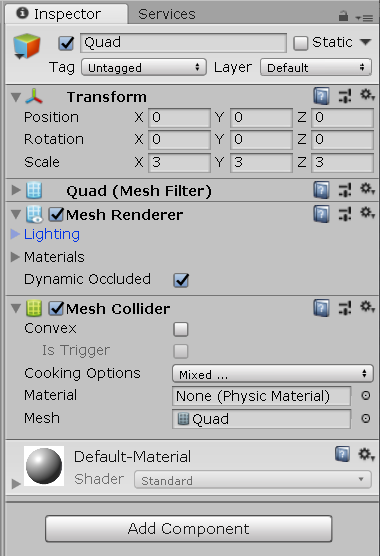 Inspector Services
Quad Static
Tag Untagged Layer Default
Transform
Position X 0 Y 0 Z 0
Rotation X 0 Y 0 Z 0
Scale X 3 Y 3 Z 3
Quad (Mesh Filter)
Mesh Renderer
Lighting
Materials
Dynamic Occluded
Mesh Collider
Convex
Is Trigger
Cooking Options Mixed ...
Material None (Physic Material)
Mesh Quad
Default-Material
Shader Standard
Add Component